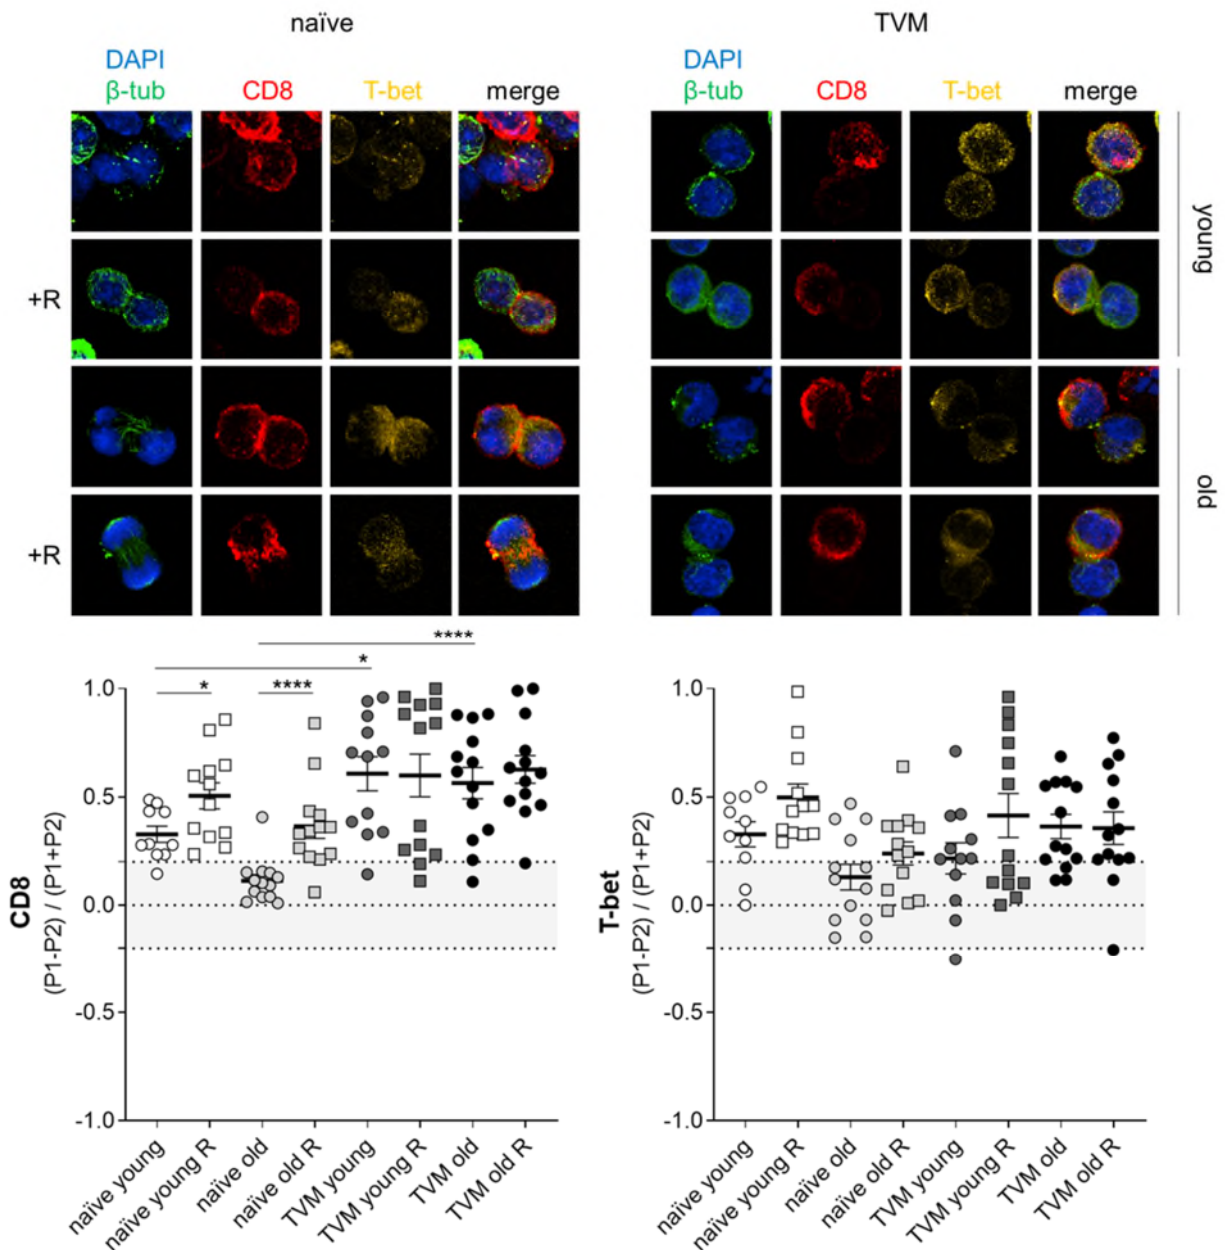 naïve
TVM
DAPI
β-tub CD8 T-bet merge
DAPI
β-tub CD8 T-bet merge
young
+R
old
+R
****
*
* ****
1.0
0.5
0.0
-0.5
-1.0
CD8
(P1-P2) / (P1+P2)
naïve young
naïve young R
naïve old
naïve old R
TVM young
TVM young R
TVM old
TVM old R
1.0
0.5
0.0
-0.5
-1.0
T-bet
(P1-P2) / (P1+P2)
naïve young
naïve young R
naïve old
naïve old R
TVM young
TVM young R
TVM old
TVM old R